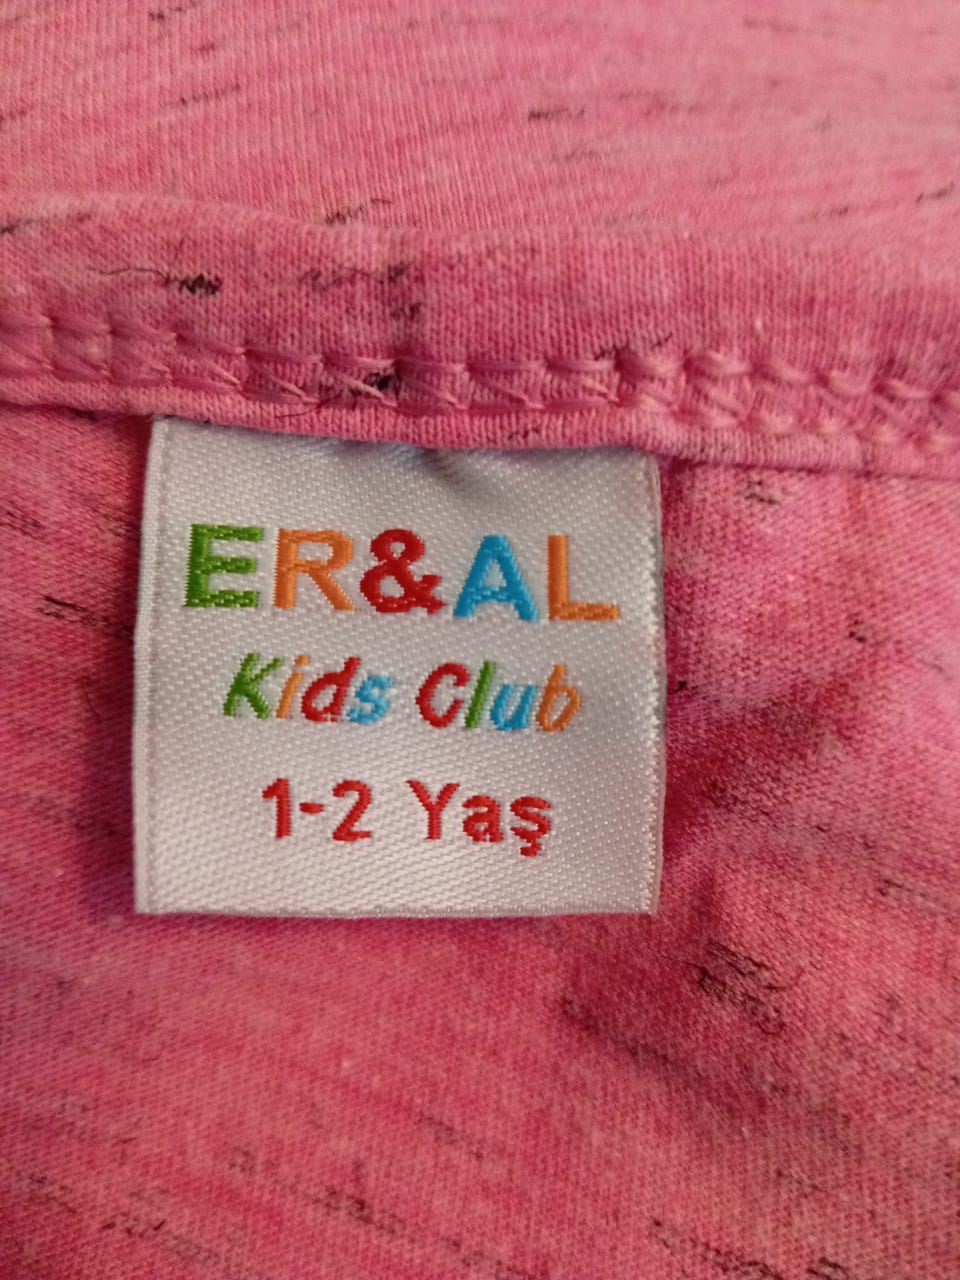 ER&AL
Kids Club
1-2 Yaş